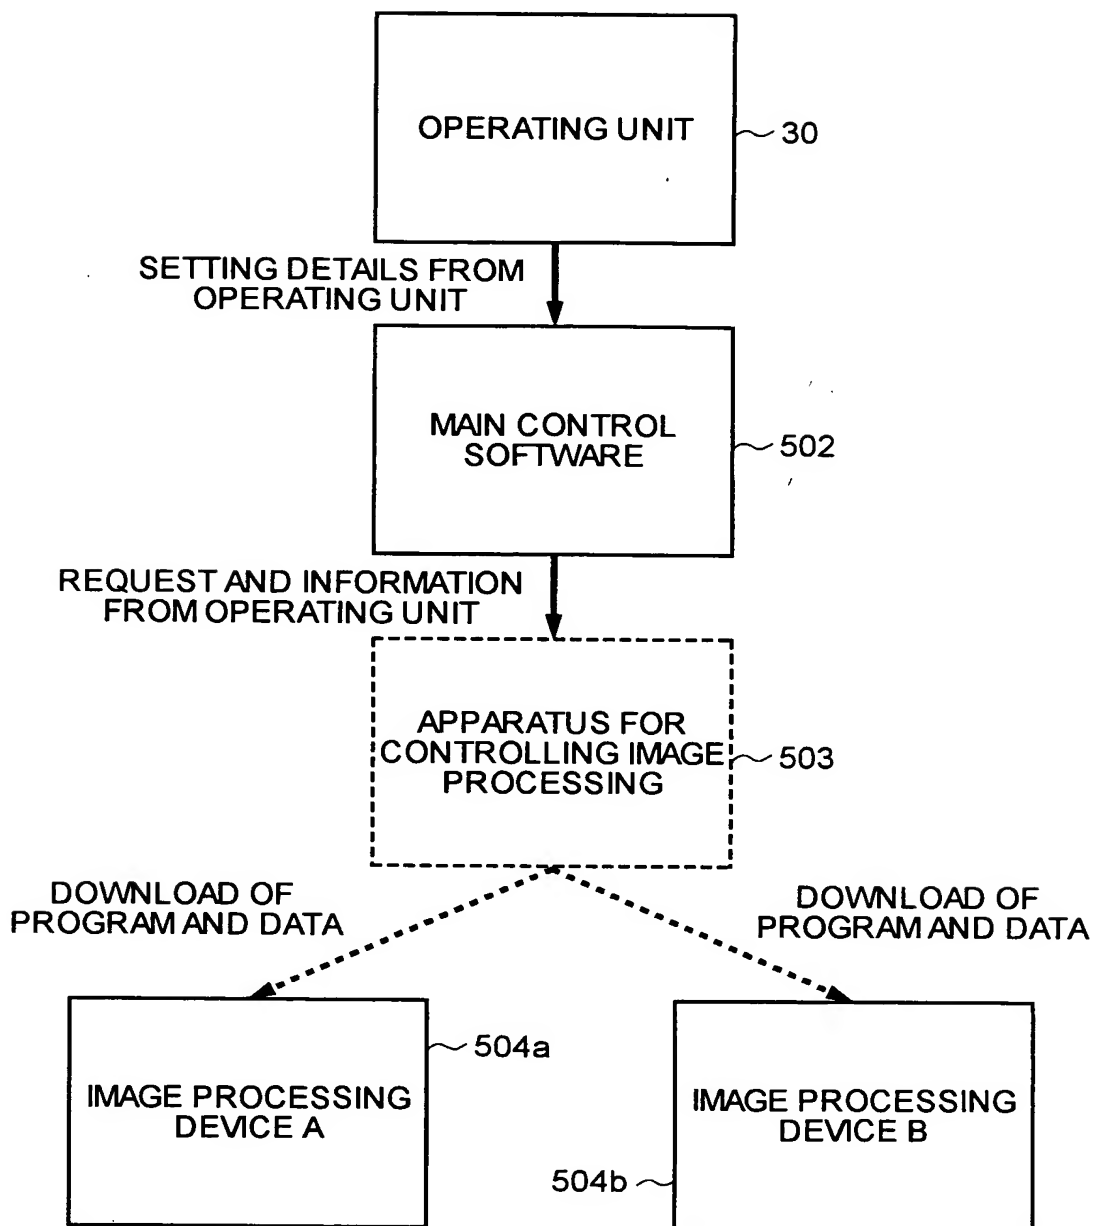 OPERATING UNIT
30
SETTING DETAILS FROM
OPERATING UNIT
MAIN CONTROL
SOFTWARE
502
REQUEST AND INFORMATION
FROM OPERATING UNIT
APPARATUS FOR
CONTROLLING IMAGE
PROCESSING
503
DOWNLOAD OF
PROGRAM AND DATA
DOWNLOAD OF
PROGRAM AND DATA
504a
IMAGE PROCESSING
DEVICE A
IMAGE PROCESSING
DEVICE B
504b